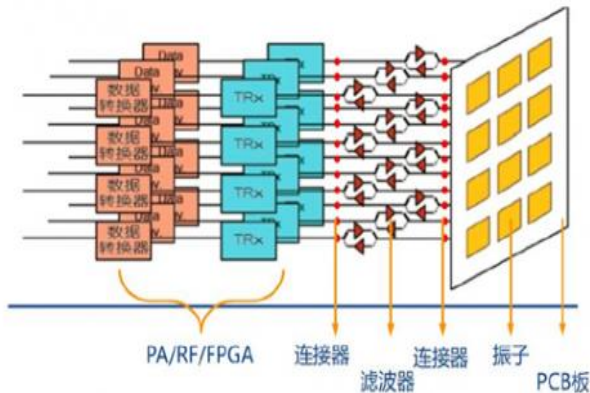 Data
Data
数据
转换器
Data
数据
转换器
Data
数据
转换器
Data
数据
转换器
TRx
TRx
TRx
TRx
PA/RF/FPGA
连接器
滤波器
连接器
振子
PCB板